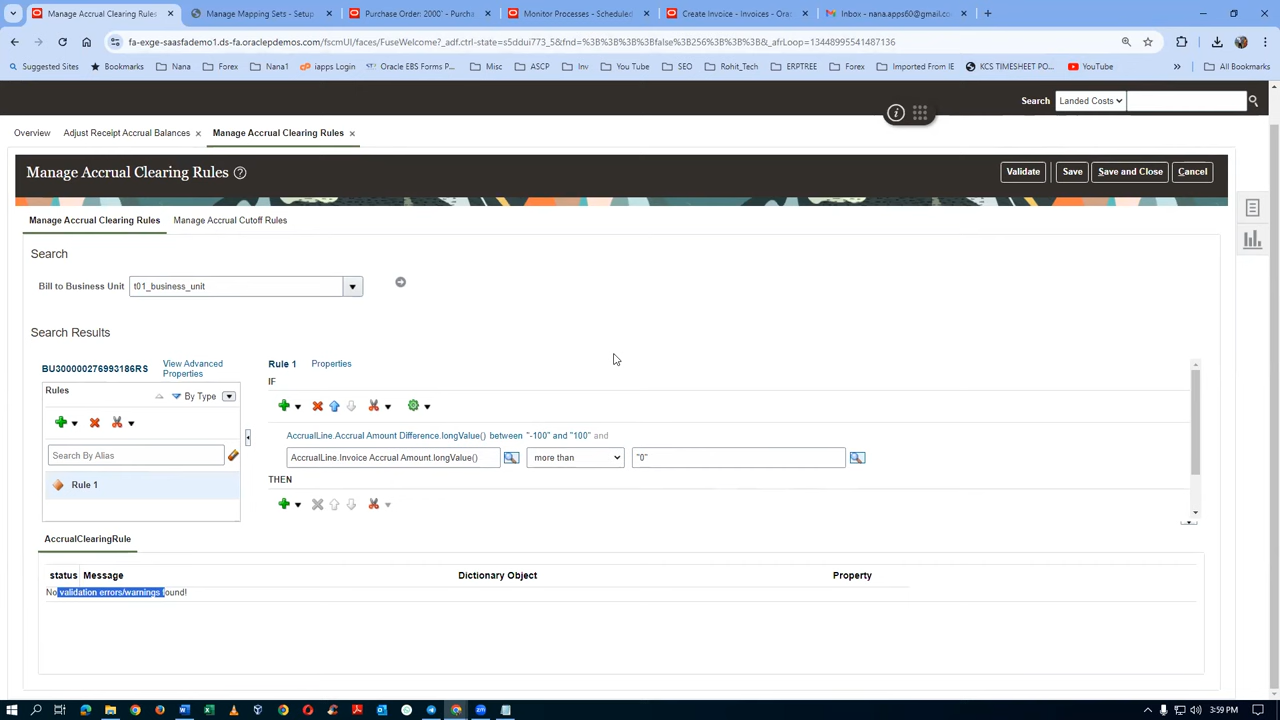 Manage Accrual Clearing Rules
Manage Mapping Sets - Setup:
Purchase Order: 2000" - Purcha
Monitor Processes - Scheduled
Create Invoice - Invoices - Orac
Inbox - nana.apps60@gmail.c
fa-exge-saasfademo1.ds-fa.oraclepdemos.com/fscmUI/faces/FuseWelcome?_adf.ctrl-state=s5ddui773_5&fnd=%3B%3B%3B%3Bfalse%3B256%3B%3B%3B&_afrLoop=13448995541487136
Suggested Sites
Bookmarks
Nana
Forex
Nana1
iapps Login
Oracle EBS Forms P...
Misc
ASCP
Inv
You Tube
SEO
Rohit_Tech
ERPTREE
Forex
Imported From IE
KCS TIMESHEET PO...
YouTube
All Bookmarks
Search
Landed Costs
Overview
Adjust Receipt Accrual Balances
Manage Accrual Clearing Rules
Manage Accrual Clearing Rules
Validate
Save
Save and Close
Cancel
Manage Accrual Clearing Rules
Manage Accrual Cutoff Rules
Search
Bill to Business Unit
t01_business_unit
Search Results
BU300000276993186RS
View Advanced
Properties
Rule 1
Properties
Rules
By Type
IF
AccrualLine.Accrual Amount Difference.longValue() between "-100" and "100" and
Search By Alias
AccrualLine.Invoice Accrual Amount.longValue()
more than
"0"
Rule 1
THEN
AccrualClearingRule
status
Message
Dictionary Object
Property
No validation errors/warnings found!
3:59 PM